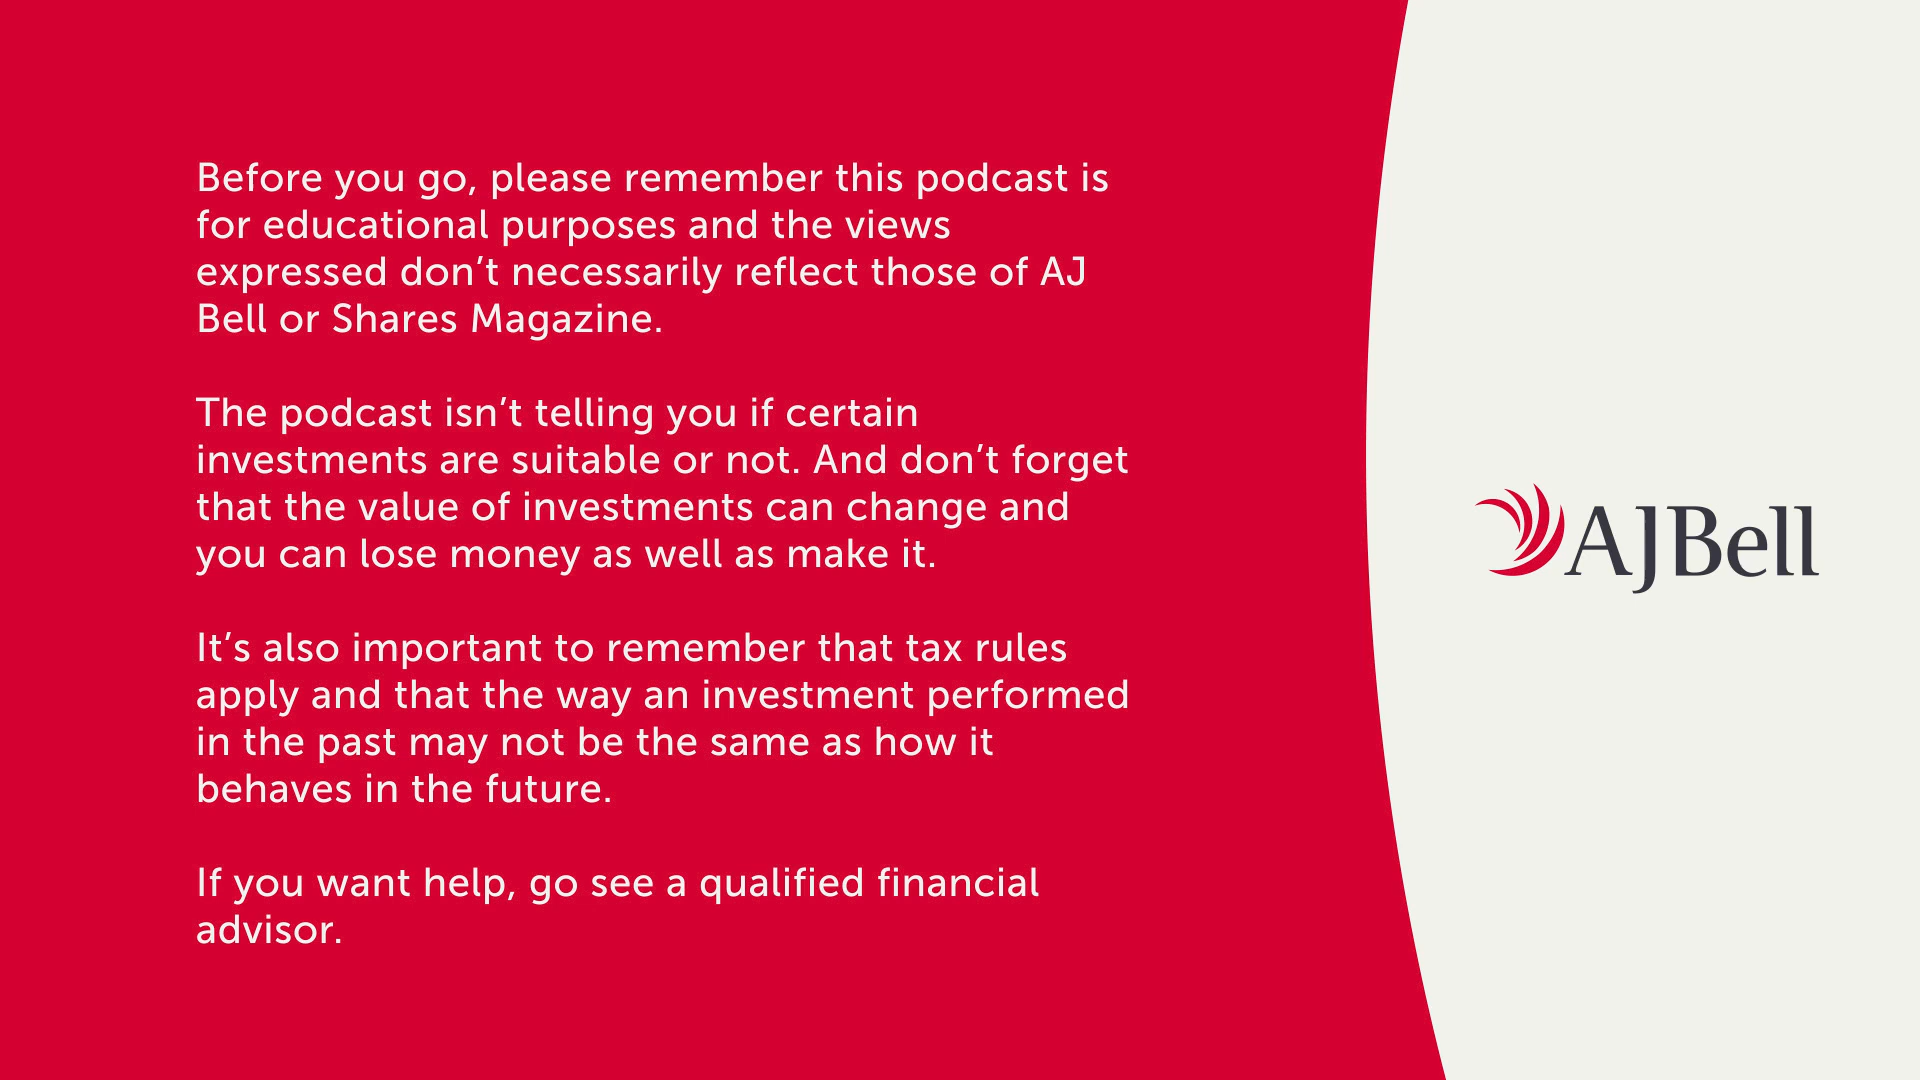 Before you go, please remember this podcast is
for educational purposes and the views
expressed don’t necessarily reflect those of AJ
Bell or Shares Magazine.
The podcast isn’t telling you if certain
investments are suitable or not. And don’t forget
that the value of investments can change and
you can lose money as well as make it.
It’s also important to remember that tax rules
apply and that the way an investment performed
in the past may not be the same as how it
behaves in the future.
If you want help, go see a qualified financial
advisor.
AJBell